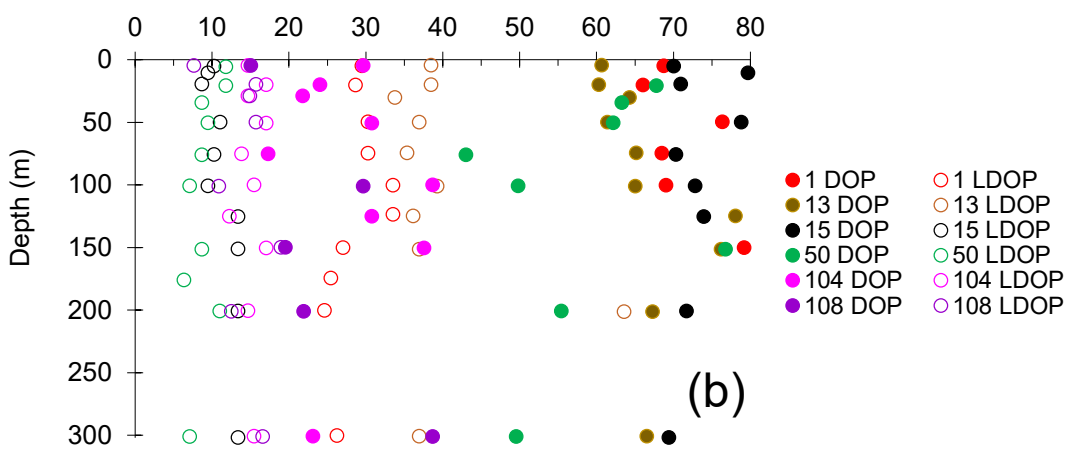 0 10 20 30 40 50 60 70 80
0
50
100
150
200
250
300
Depth (m)
1 DOP 1 LDOP
13 DOP 13 LDOP
15 DOP 15 LDOP
50 DOP 50 LDOP
104 DOP 104 LDOP
108 DOP 108 LDOP
(b)